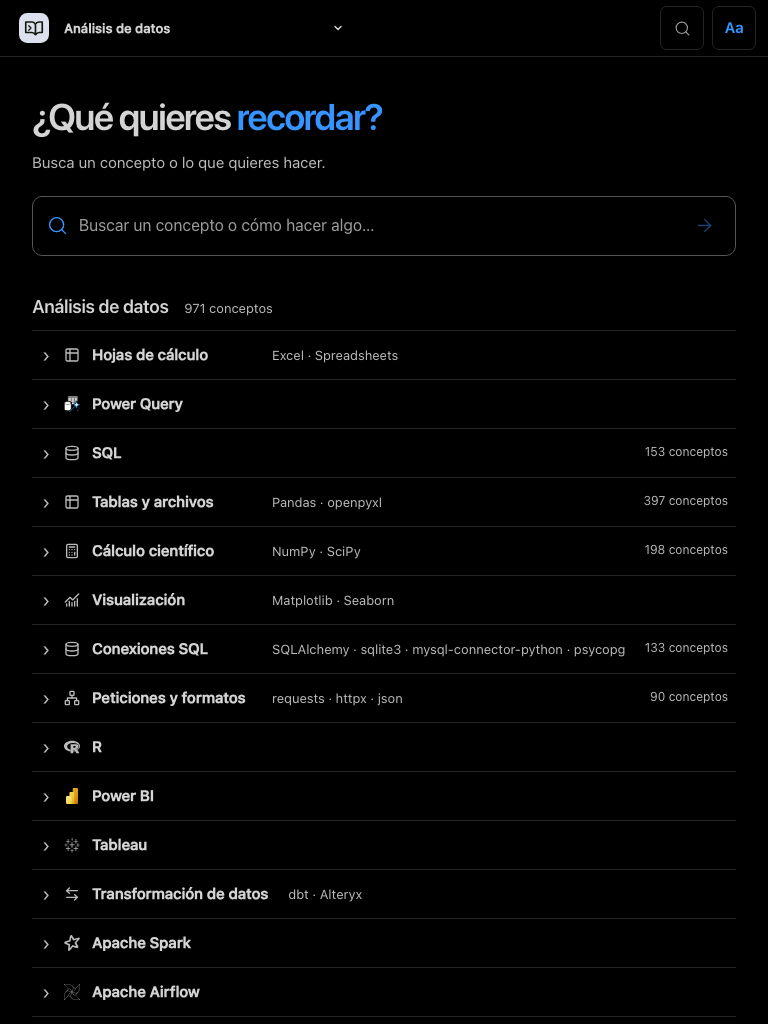 Análisis de datos
Aa
¿Qué quieres recordar?
Busca un concepto o lo que quieres hacer.
Buscar un concepto o cómo hacer algo...
Análisis de datos 971 conceptos
Hojas de cálculo Excel · Spreadsheets
Power Query
SQL 153 conceptos
Tablas y archivos Pandas · openpyxl 397 conceptos
Cálculo científico NumPy · SciPy 198 conceptos
Visualización Matplotlib · Seaborn
Conexiones SQL SQLAlchemy · sqlite3 · mysql-connector-python · psycopg 133 conceptos
Peticiones y formatos requests · httpx · json 90 conceptos
R
Power BI
Tableau
Transformación de datos dbt · Alteryx
Apache Spark
Apache Airflow